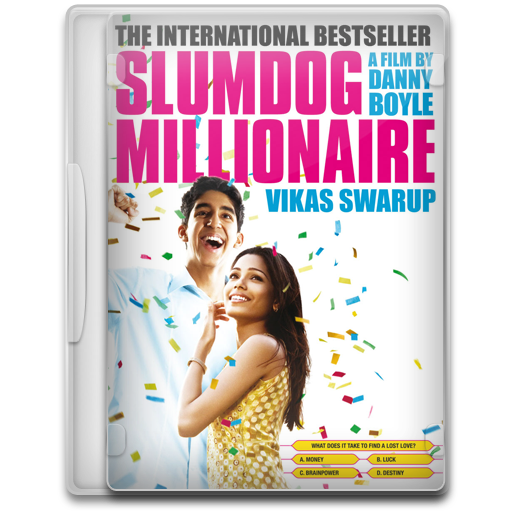 THE INTERNATIONAL BESTSELLER
SLUMDOG
A FILM BY
DANNY
BOYLE
MILLIONAIRE
VIKAS SWARUP
WHAT DOES IT TAKE TO FIND A LOST LOVE?
A. MONEY
B. LUCK
C. BRAINPOWER
D. DESTINY